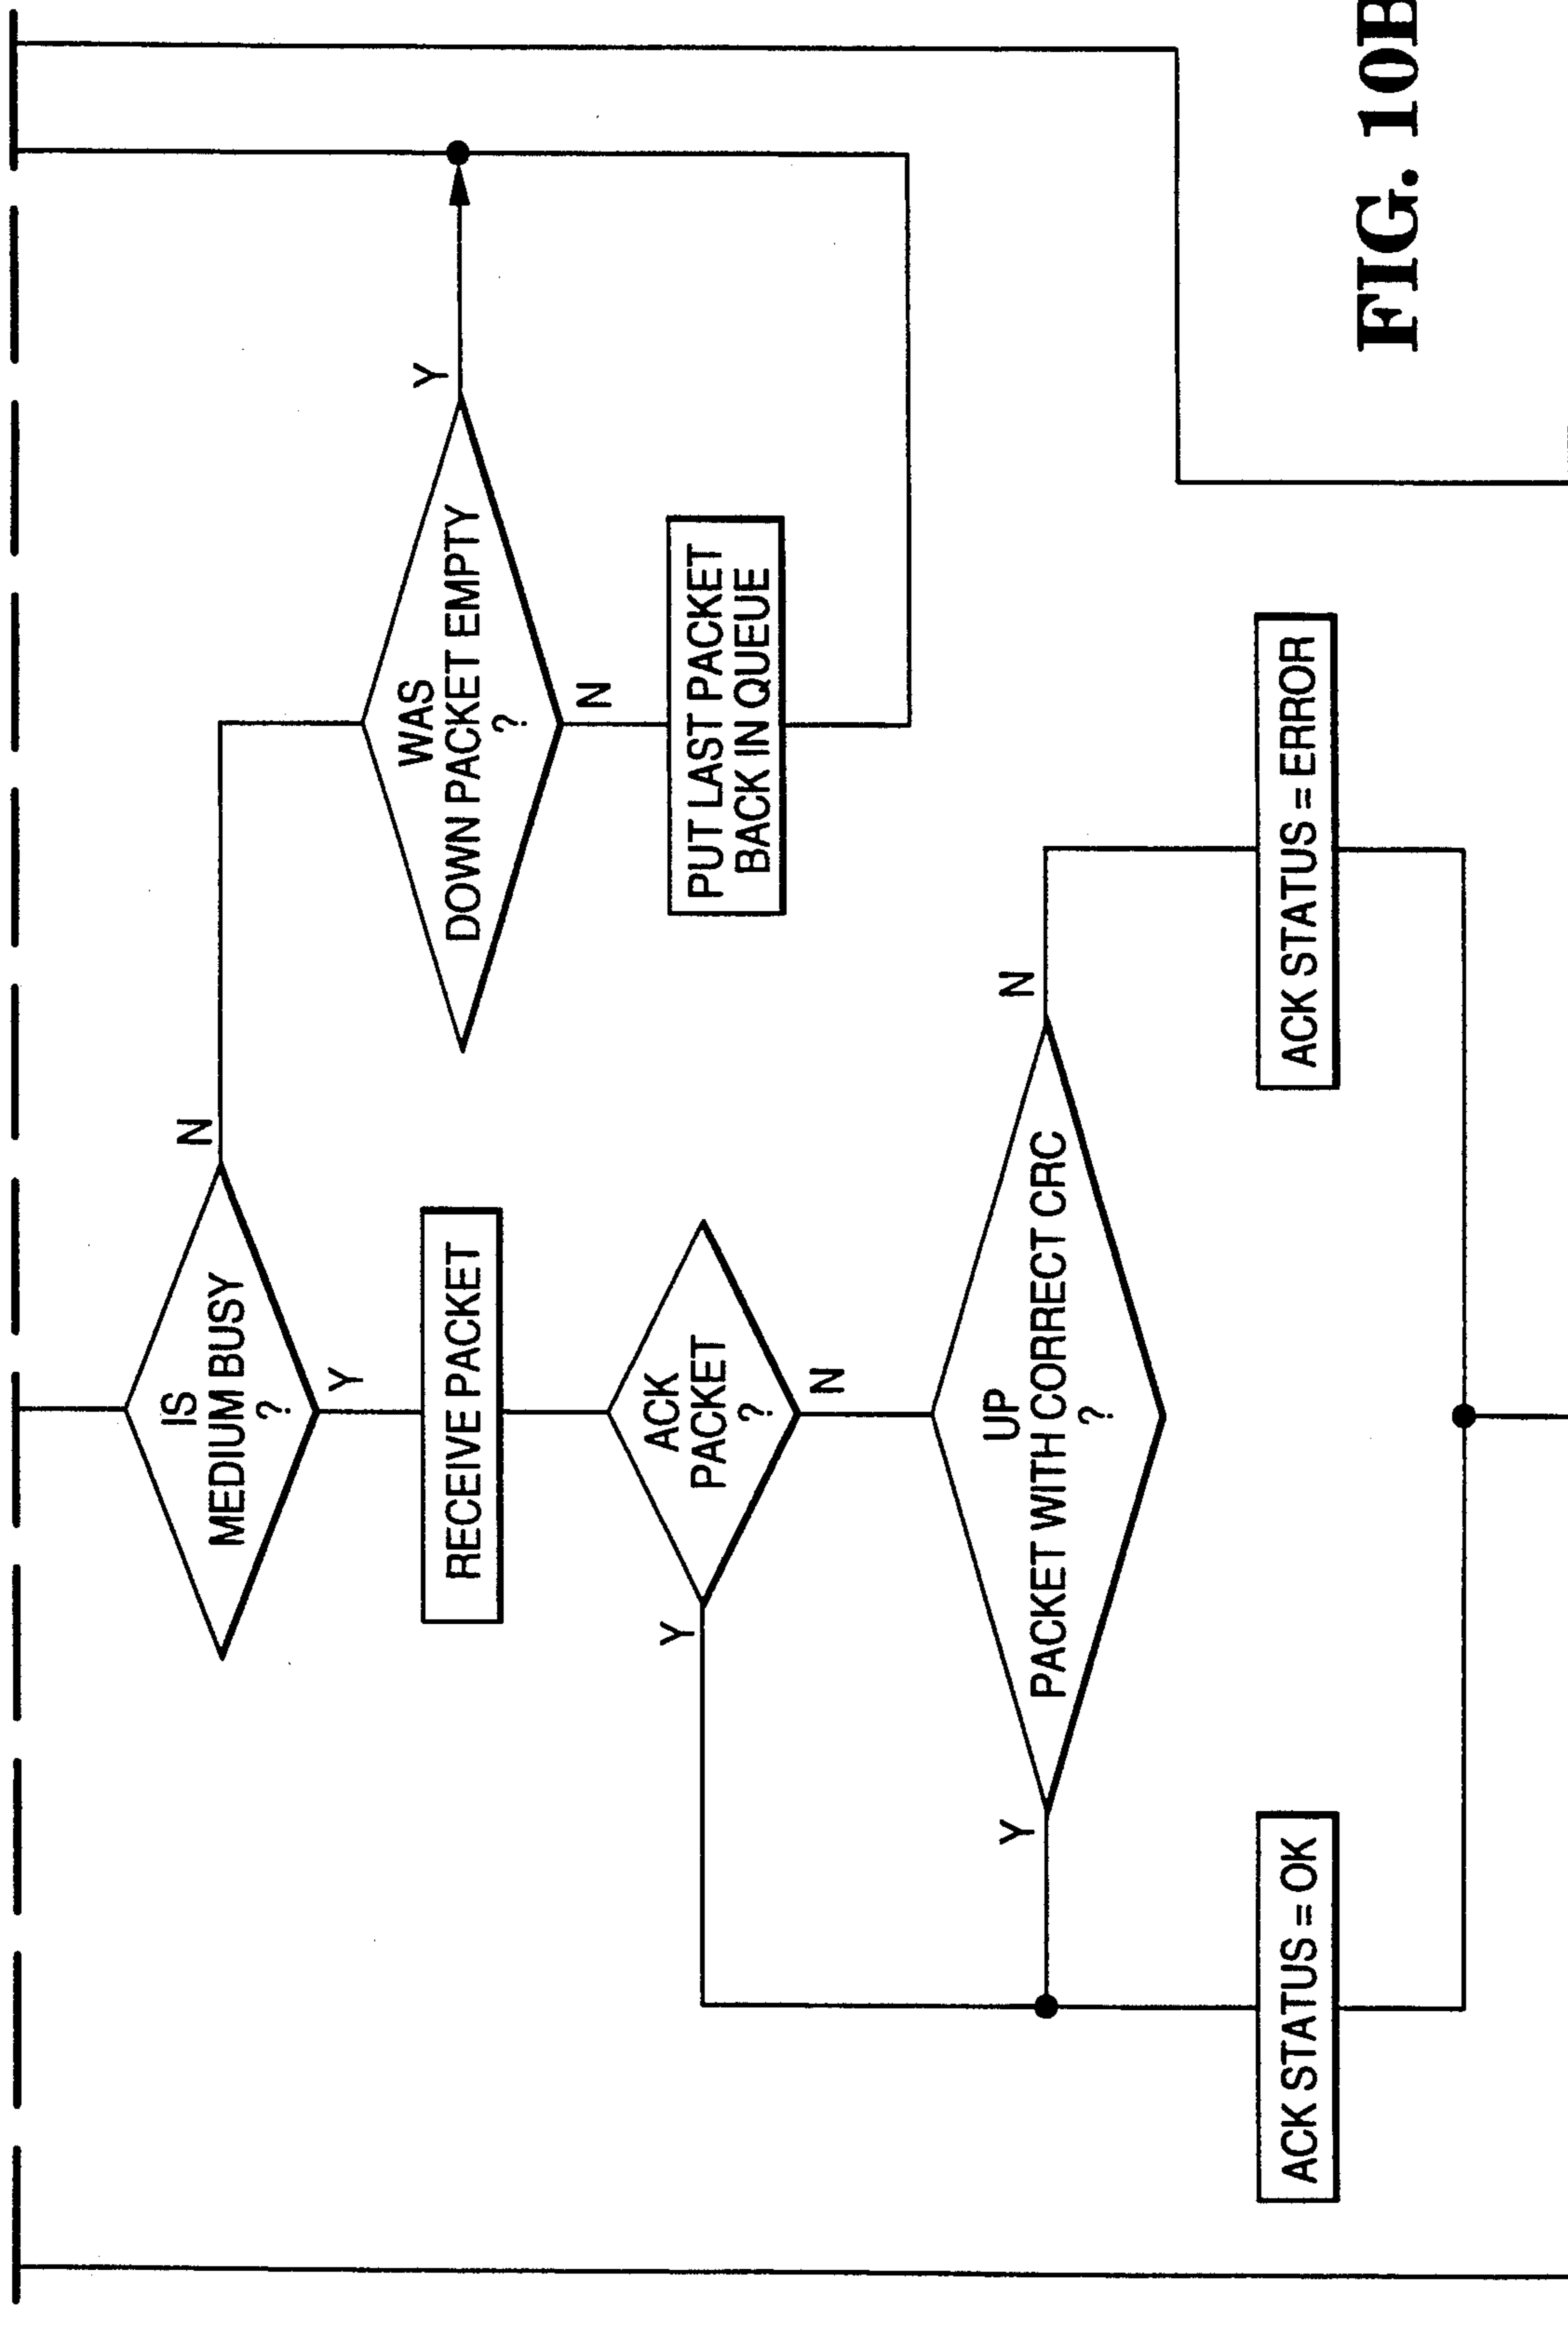 IS
MEDIUM BUSY
?
N
Y
RECEIVE PACKET
ACK
PACKET
?
Y
N
UP
PACKET WITH CORRECT CRC
?
Y
N
ACK STATUS = OK
ACK STATUS = ERROR
WAS
DOWN PACKET EMPTY
?
Y
N
PUT LAST PACKET
BACK IN QUEUE
FIG. 10B